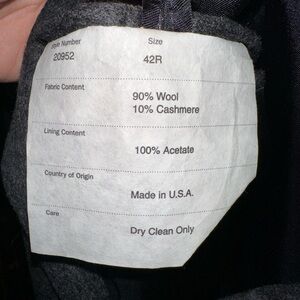 Style Number Size
20952 42R
Fabric Content
90% Wool
10% Cashmere
Lining Content
100% Acetate
Country of Origin
Made in U.S.A.
Care
Dry Clean Only